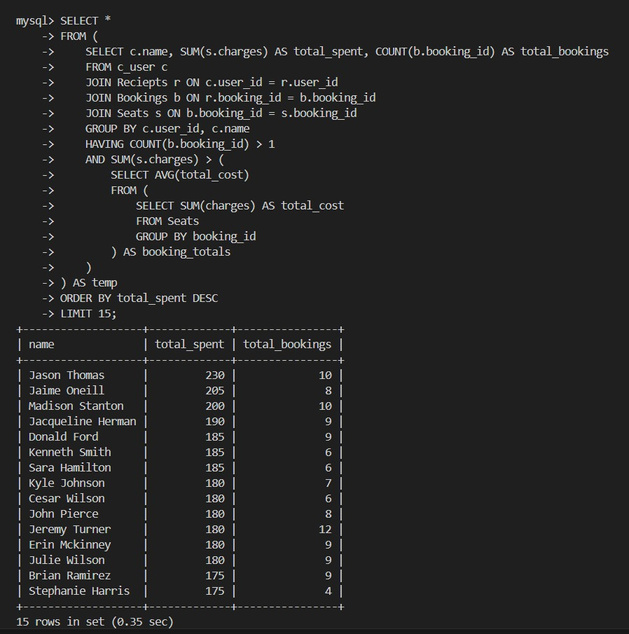 mysql> SELECT *
    -> FROM (
    ->     SELECT c.name, SUM(s.charges) AS total_spent, COUNT(b.booking_id) AS total_bookings
    ->     FROM c_user c
    ->     JOIN Reciepts r ON c.user_id = r.user_id
    ->     JOIN Bookings b ON r.booking_id = b.booking_id
    ->     JOIN Seats s ON b.booking_id = s.booking_id
    ->     GROUP BY c.user_id, c.name
    ->     HAVING COUNT(b.booking_id) > 1
    ->     AND SUM(s.charges) > (
    ->         SELECT AVG(total_cost)
    ->         FROM (
    ->             SELECT SUM(charges) AS total_cost
    ->             FROM Seats
    ->             GROUP BY booking_id
    ->         ) AS booking_totals
    ->     )
    -> ) AS temp
    -> ORDER BY total_spent DESC
    -> LIMIT 15;
+-------------------+-------------+----------------+
| name              | total_spent | total_bookings |
+-------------------+-------------+----------------+
| Jason Thomas      |         230 |             10 |
| Jaime Oneill      |         205 |              8 |
| Madison Stanton   |         200 |             10 |
| Jacqueline Herman |         190 |              9 |
| Donald Ford       |         185 |              9 |
| Kenneth Smith     |         185 |              6 |
| Sara Hamilton     |         185 |              6 |
| Kyle Johnson      |         180 |              7 |
| Cesar Wilson      |         180 |              6 |
| John Pierce       |         180 |              8 |
| Jeremy Turner     |         180 |             12 |
| Erin Mckinney     |         180 |              9 |
| Julie Wilson      |         180 |              9 |
| Brian Ramirez     |         175 |              9 |
| Stephanie Harris  |         175 |              4 |
+-------------------+-------------+----------------+
15 rows in set (0.35 sec)